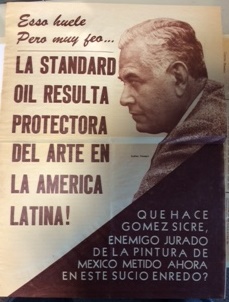 Esso huele
Pero muy feo...
LA STANDARD
OIL RESULTA
PROTECTORA
DEL ARTE EN
LA AMERICA
LATINA!
QUE HACE
GOMEZ SICRE,
ENEMIGO JURADO
DE LA PINTURA DE
MEXICO METIDO AHORA
EN ESTE SUCIO ENREDO?